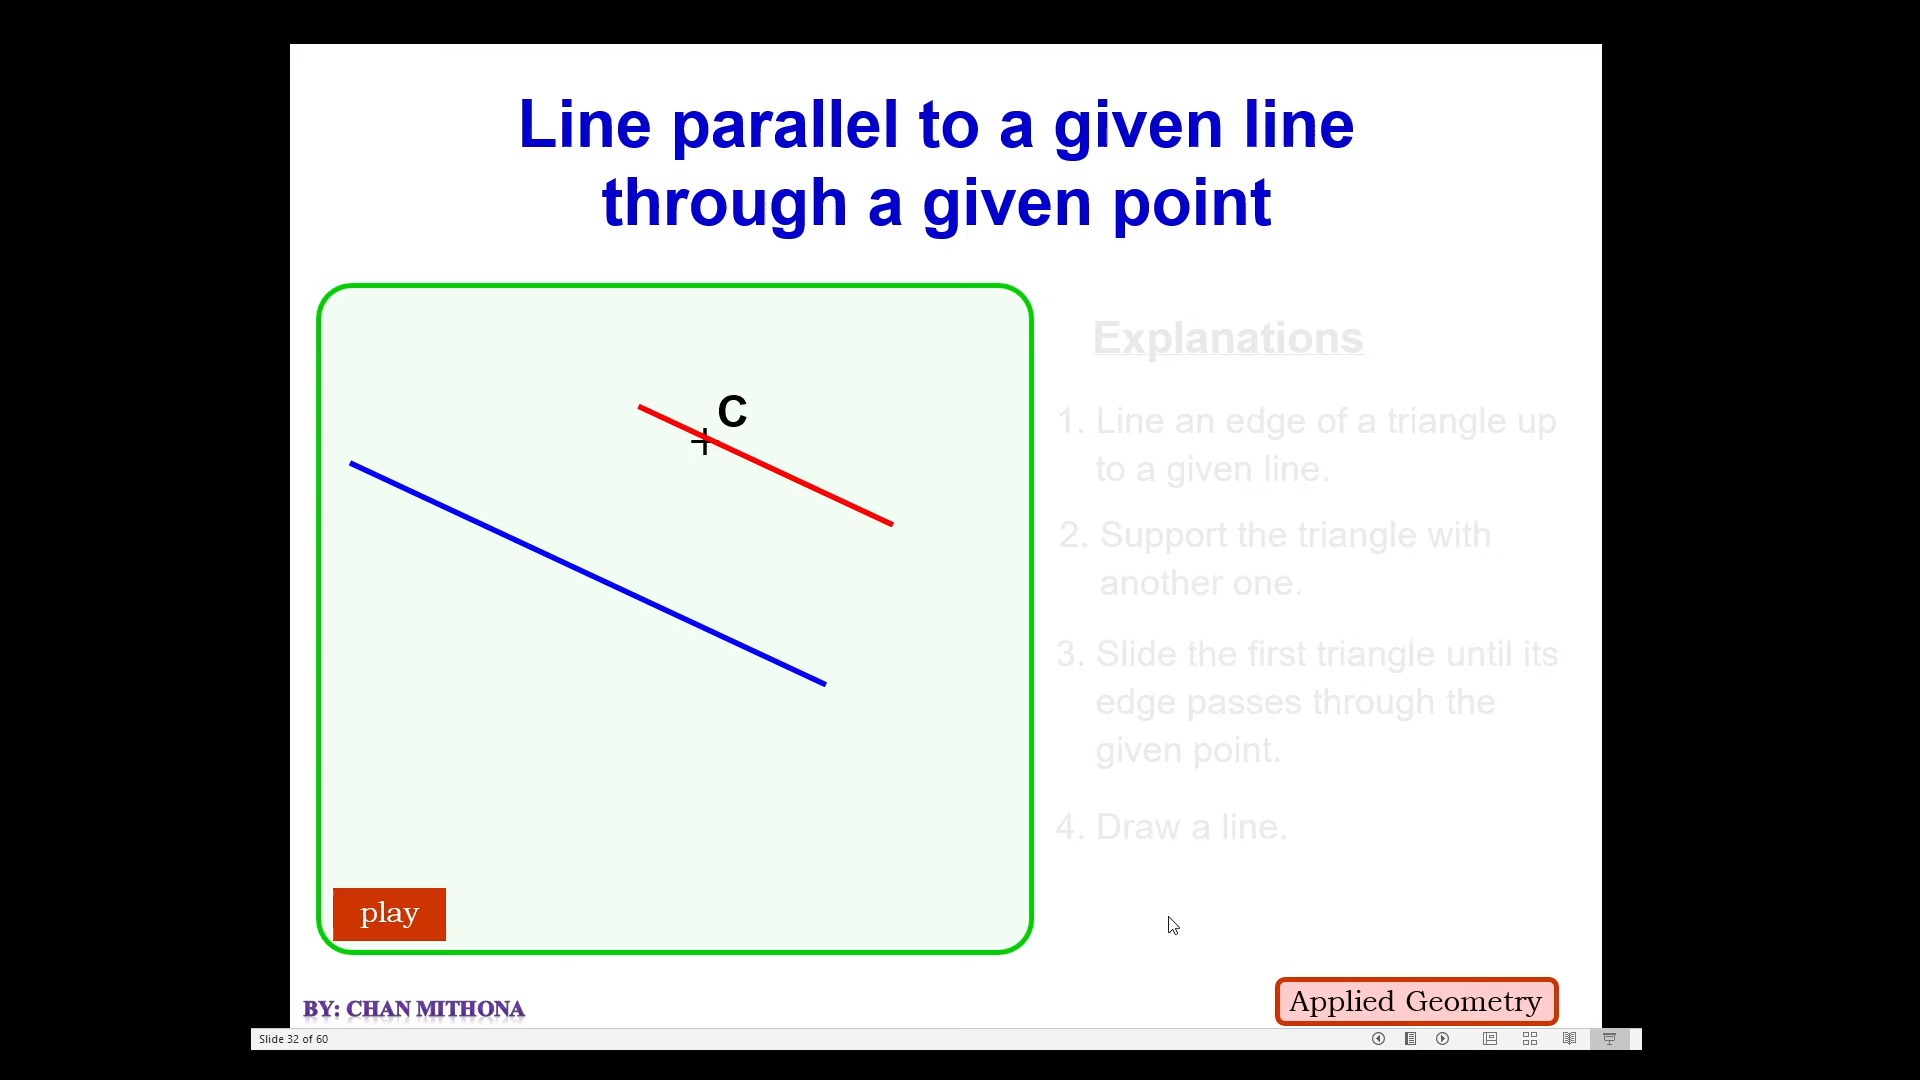 Line parallel to a given line
through a given point
C
Explanations
1. Line an edge of a triangle up
to a given line.
2. Support the triangle with
another one.
3. Slide the first triangle until its
edge passes through the
given point.
4. Draw a line.
play
BY: CHAN MITHONA
Applied Geometry
Slide 32 of 60